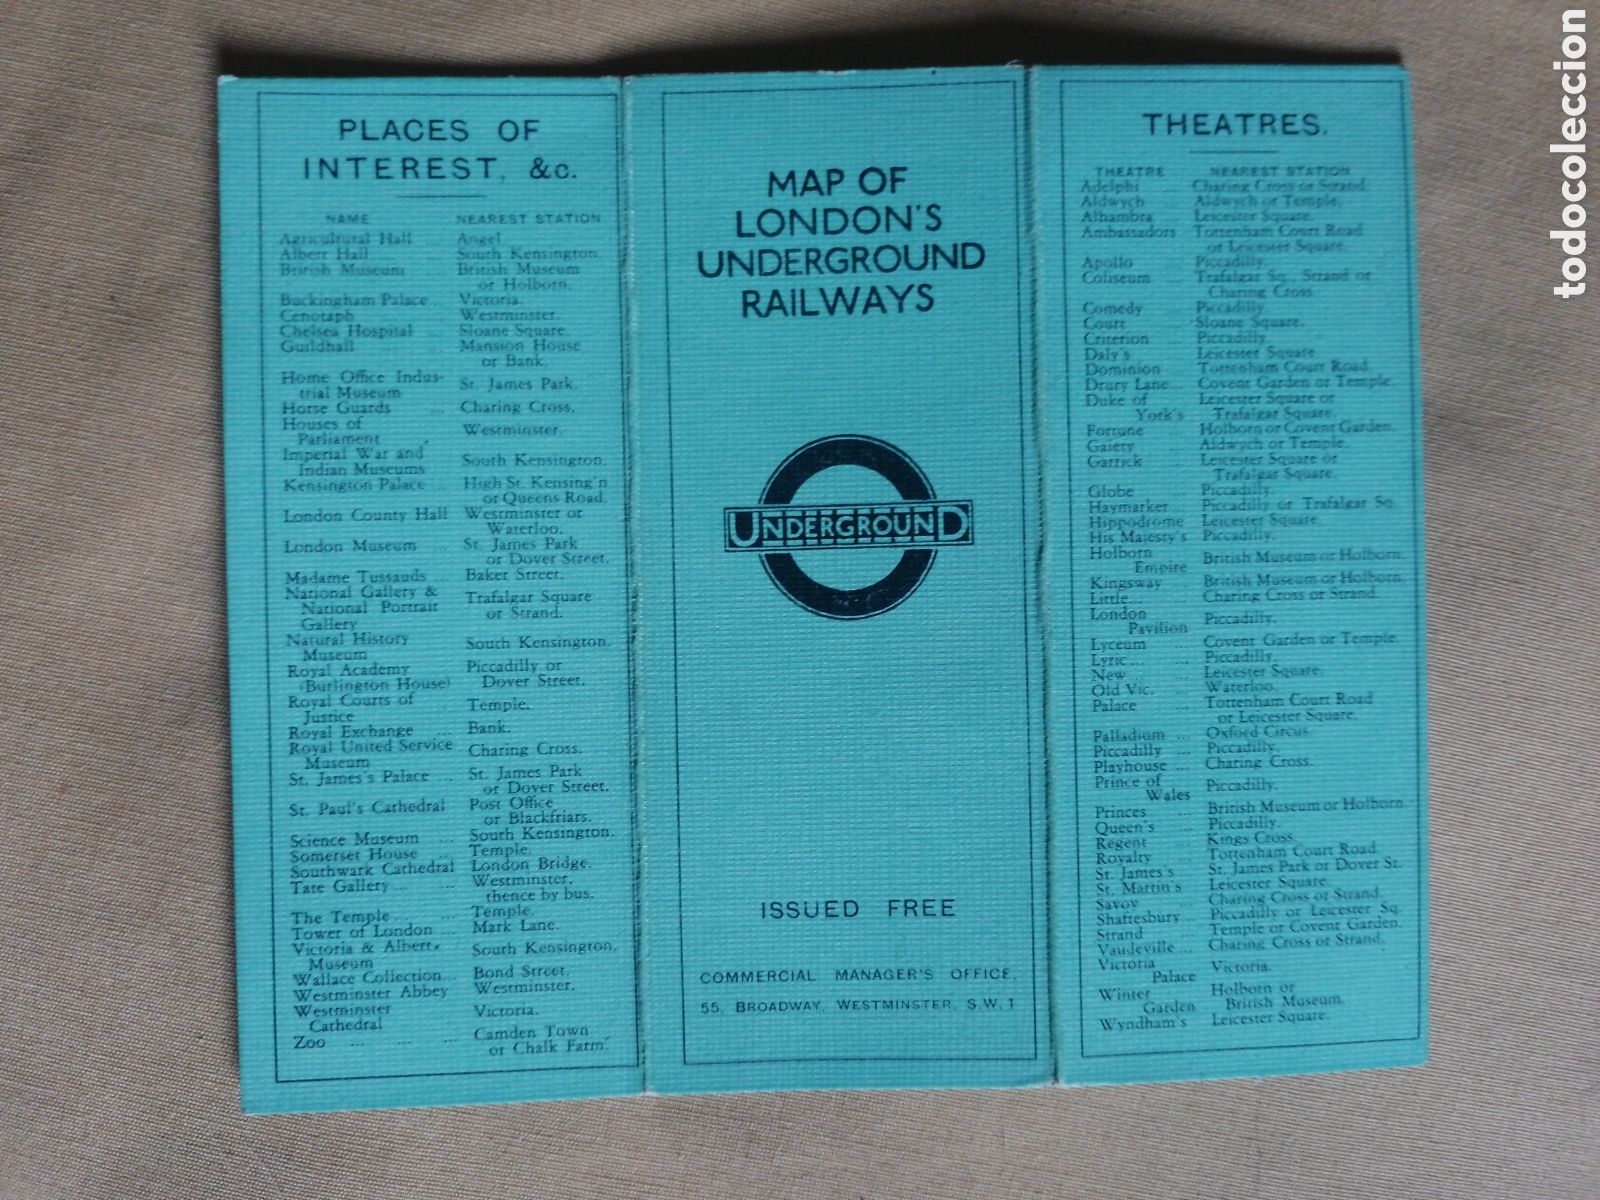 PLACES OF
INTEREST, &c.
NAME NEAREST STATION
Agricultural Hall Angel
Albert Hall South Kensington.
British Museum British Museum
or Holborn.
Buckingham Palace... Victoria.
Cenotaph ... Westminster.
Chelsea Hospital ... Sloane Square.
Guildhall Mansion House
or Bank.
Home Office Indus-
trial Museum St. James Park.
Horse Guards ... Charing Cross.
Houses of
Parliament Westminster.
Imperial War and
Indian Museums South Kensington.
Kensington Palace ... High St. Kensing'n
or Queens Road.
London County Hall Westminster or
Waterloo.
London Museum ... St. James Park
or Dover Street.
Madame Tussauds ... Baker Street.
National Gallery &
National Portrait
Gallery Trafalgar Square
or Strand.
Natural History
Museum South Kensington.
Royal Academy
(Burlington House) Piccadilly or
Dover Street.
Royal Courts of
Justice Temple.
Royal Exchange ... Bank.
Royal United Service
Museum Charing Cross.
St. James's Palace ... St. James Park
or Dover Street.
St. Paul's Cathedral Post Office
or Blackfriars.
Science Museum ... South Kensington.
Somerset House ... Temple.
Southwark Cathedral London Bridge.
Tate Gallery ... ... Westminster,
thence by bus.
The Temple ... ... Temple.
Tower of London ... Mark Lane.
Victoria & Albert
Museum South Kensington.
Wallace Collection... Bond Street.
Westminster Abbey Westminster.
Westminster
Cathedral Victoria.
Zoo ... ... ... Camden Town
or Chalk Farm.
MAP OF
LONDON'S
UNDERGROUND
RAILWAYS
UNDERGROUND
ISSUED FREE
COMMERCIAL MANAGER'S OFFICE,
55, BROADWAY, WESTMINSTER, S.W.1
THEATRES.
THEATRE NEAREST STATION
Adelphi ... Charing Cross or Strand.
Aldwych ... Aldwych or Temple.
Alhambra ... Leicester Square.
Ambassadors Tottenham Court Road
or Leicester Square.
Apollo ... Piccadilly.
Coliseum ... Trafalgar Sq., Strand or
Charing Cross.
Comedy ... Piccadilly.
Court ... Sloane Square.
Criterion Piccadilly.
Daly's ... Leicester Square.
Dominion Tottenham Court Road.
Drury Lane... Covent Garden or Temple.
Duke of
York's Leicester Square or
Trafalgar Square.
Fortune ... Holborn or Covent Garden.
Gaiety ... Aldwych or Temple.
Garrick ... Leicester Square or
Trafalgar Square.
Globe ... Piccadilly.
Haymarket Piccadilly or Trafalgar Sq.
Hippodrome Leicester Square.
His Majesty's Piccadilly.
Holborn
Empire British Museum or Holborn.
Kingsway British Museum or Holborn.
Little... ... Charing Cross or Strand.
London
Pavilion Piccadilly.
Lyceum ... Covent Garden or Temple.
Lyric... ... Piccadilly.
New ... ... Leicester Square.
Old Vic. ... Waterloo.
Palace ... Tottenham Court Road
or Leicester Square.
Palladium ... Oxford Circus.
Piccadilly ... Piccadilly.
Playhouse ... Charing Cross.
Prince of
Wales Piccadilly.
Princes ... British Museum or Holborn.
Queen's ... Piccadilly.
Regent ... Kings Cross.
Royalty ... Tottenham Court Road.
St. James's St. James Park or Dover St.
St. Martin's Leicester Square.
Savoy ... Charing Cross or Strand.
Shaftesbury ... Piccadilly or Leicester Sq.
Strand ... Temple or Covent Garden.
Vaudeville ... Charing Cross or Strand.
Victoria
Palace Victoria.
Winter
Garden Holborn or
British Museum.
Wyndham's Leicester Square.
todocoleccion